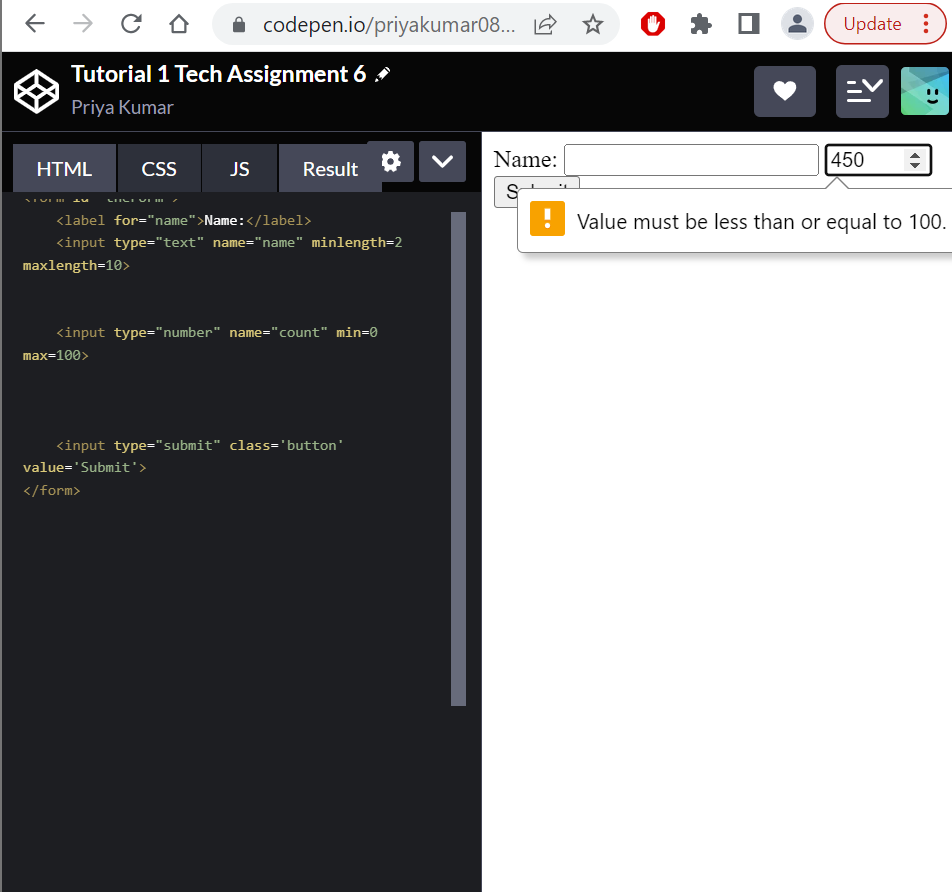 codepen.io/priyakumar08...
Update
Tutorial 1 Tech Assignment 6
Priya Kumar
HTML CSS JS Result
<label for="name">Name:</label>
<input type="text" name="name" minlength=2
maxlength=10>
<input type="number" name="count" min=0
max=100>
<input type="submit" class='button'
value='Submit'>
</form>
Name: 450
Value must be less than or equal to 100.